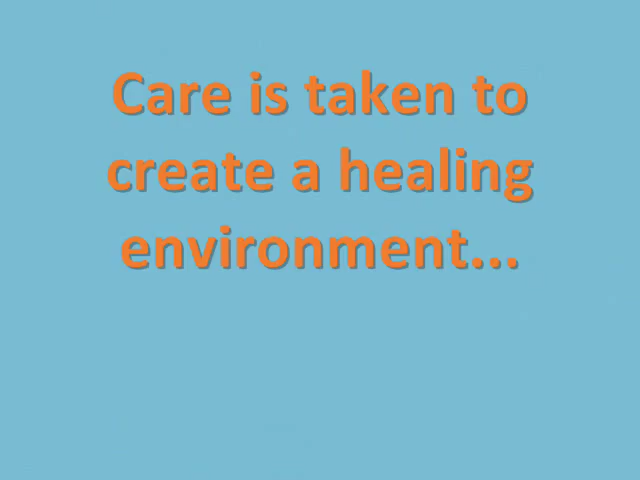 Care is taken to
create a healing
environment...